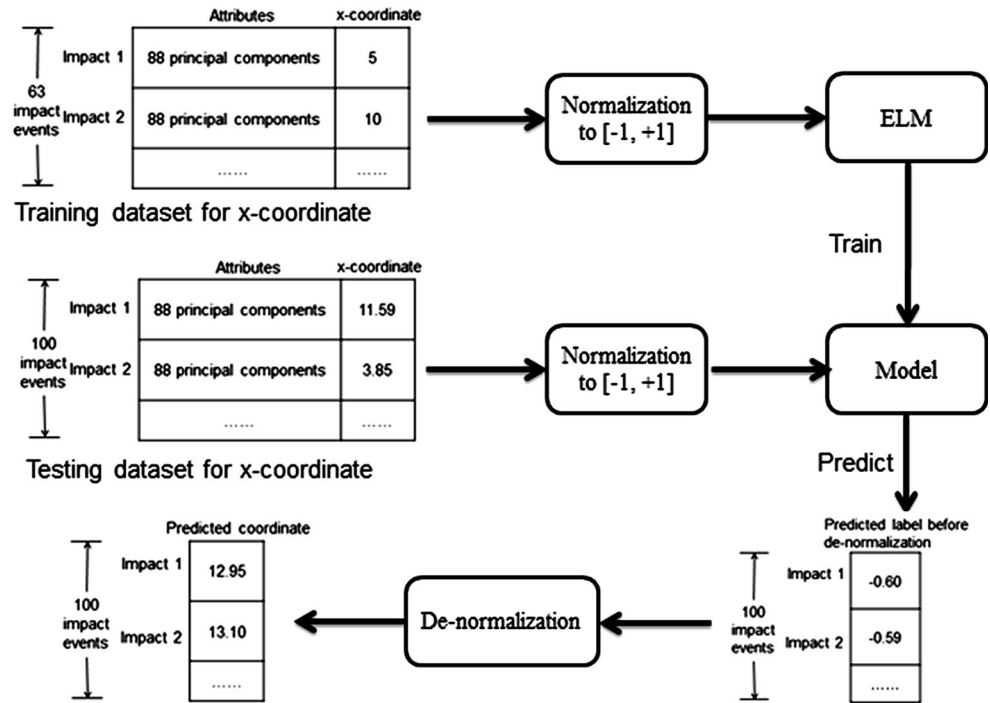 Attributes x-coordinate
Impact 1 88 principal components 5
63 impact events
Impact 2 88 principal components 10
...... ......
Training dataset for x-coordinate
Normalization
to [-1, +1]
ELM
Train
Attributes x-coordinate
Impact 1 88 principal components 11.59
100 impact events
Impact 2 88 principal components 3.85
...... ......
Testing dataset for x-coordinate
Normalization
to [-1, +1]
Model
Predict
Predicted label before
de-normalization
Impact 1 -0.60
100 impact events
Impact 2 -0.59
......
De-normalization
Predicted coordinate
Impact 1 12.95
100 impact events
Impact 2 13.10
......